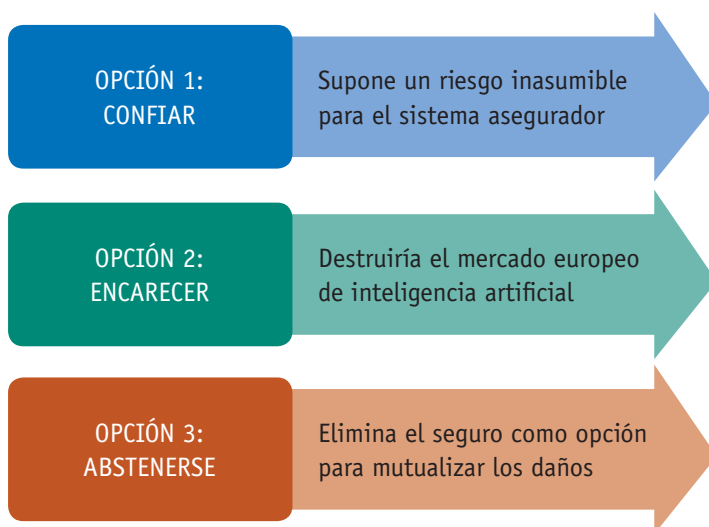 OPCIÓN 1:
CONFIAR
Supone un riesgo inasumible
para el sistema asegurador
OPCIÓN 2:
ENCARECER
Destruiría el mercado europeo
de inteligencia artificial
OPCIÓN 3:
ABSTENERSE
Elimina el seguro como opción
para mutualizar los daños